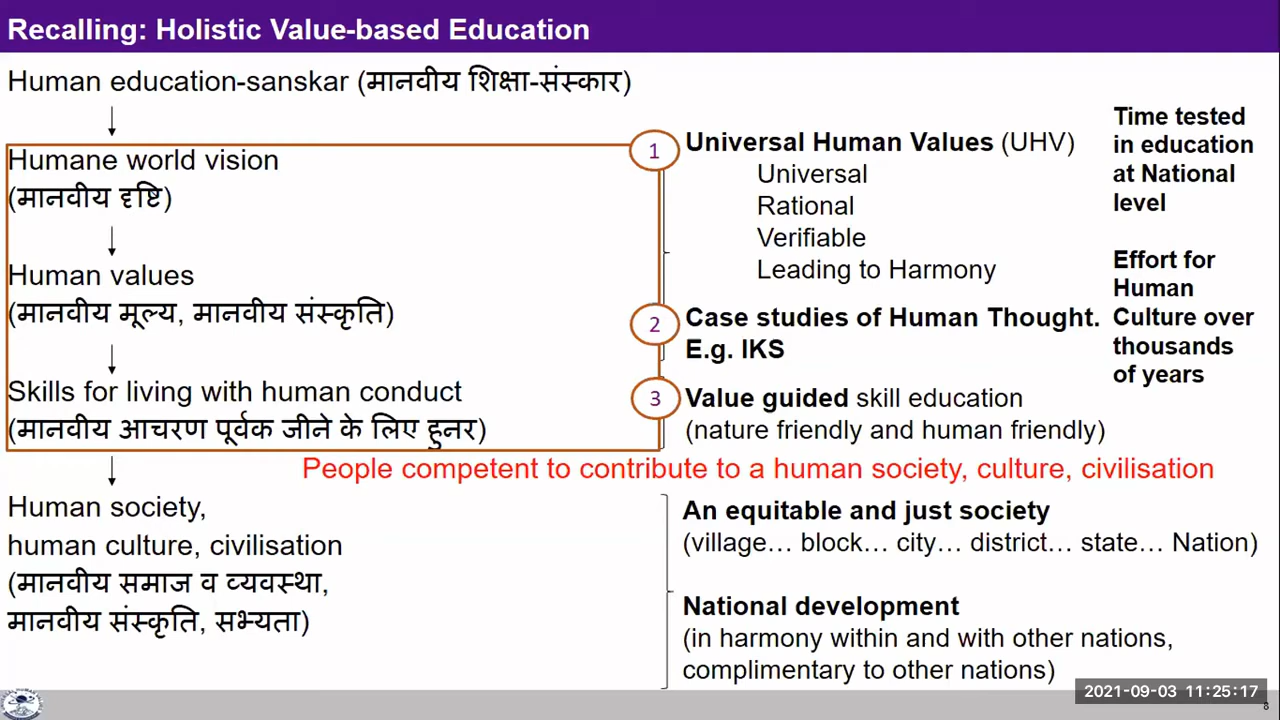 Recalling: Holistic Value-based Education
Human education-sanskar (मानवीय शिक्षा-संस्कार)
Humane world vision
(मानवीय दृष्टि)
Human values
(मानवीय मूल्य, मानवीय संस्कृति)
Skills for living with human conduct
(मानवीय आचरण पूर्वक जीने के लिए हुनर)
1
Universal Human Values (UHV)
Universal
Rational
Verifiable
Leading to Harmony
2
Case studies of Human Thought.
E.g. IKS
3
Value guided skill education
(nature friendly and human friendly)
Time tested
in education
at National
level
Effort for
Human
Culture over
thousands
of years
People competent to contribute to a human society, culture, civilisation
Human society,
human culture, civilisation
(मानवीय समाज व व्यवस्था,
मानवीय संस्कृति, सभ्यता)
An equitable and just society
(village… block… city… district… state… Nation)
National development
(in harmony within and with other nations,
complimentary to other nations)
2021-09-03 11:25:17
8